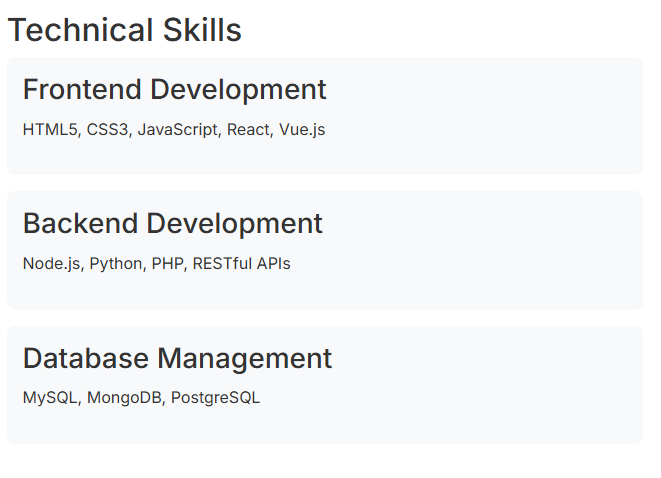 Technical Skills
Frontend Development
HTML5, CSS3, JavaScript, React, Vue.js
Backend Development
Node.js, Python, PHP, RESTful APIs
Database Management
MySQL, MongoDB, PostgreSQL